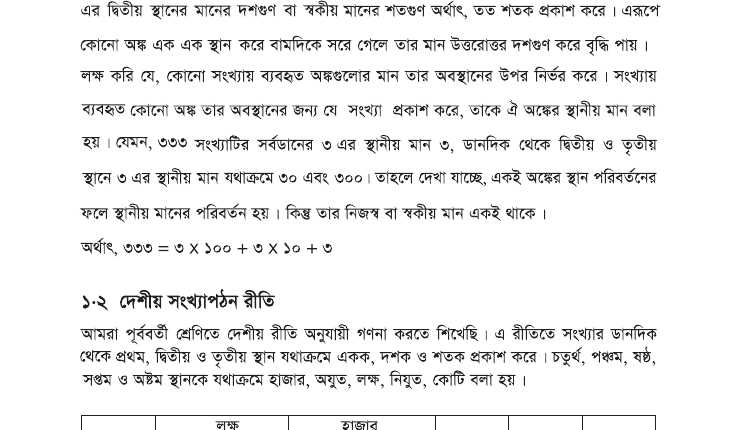 এর দ্বিতীয় স্থানের মানের দশগুণ বা স্বকীয় মানের শতগুণ অর্থাৎ, তত শতক প্রকাশ করে। এরূপে
কোনো অঙ্ক এক এক স্থান করে বামদিকে সরে গেলে তার মান উত্তরোত্তর দশগুণ করে বৃদ্ধি পায়।
লক্ষ করি যে, কোনো সংখ্যায় ব্যবহৃত অঙ্কগুলোর মান তার অবস্থানের উপর নির্ভর করে। সংখ্যায়
ব্যবহৃত কোনো অঙ্ক তার অবস্থানের জন্য যে সংখ্যা প্রকাশ করে, তাকে ঐ অঙ্কের স্থানীয় মান বলা
হয়। যেমন, ৩৩৩ সংখ্যাটির সর্বডানের ৩ এর স্থানীয় মান ৩, ডানদিক থেকে দ্বিতীয় ও তৃতীয়
স্থানে ৩ এর স্থানীয় মান যথাক্রমে ৩০ এবং ৩০০। তাহলে দেখা যাচ্ছে, একই অঙ্কের স্থান পরিবর্তনের
ফলে স্থানীয় মানের পরিবর্তন হয়। কিন্তু তার নিজস্ব বা স্বকীয় মান একই থাকে।
অর্থাৎ, ৩৩৩ = ৩ X ১০০ + ৩ X ১০ + ৩
১·২ দেশীয় সংখ্যাপঠন রীতি
আমরা পূর্ববর্তী শ্রেণিতে দেশীয় রীতি অনুযায়ী গণনা করতে শিখেছি। এ রীতিতে সংখ্যার ডানদিক
থেকে প্রথম, দ্বিতীয় ও তৃতীয় স্থান যথাক্রমে একক, দশক ও শতক প্রকাশ করে। চতুর্থ, পঞ্চম, ষষ্ঠ,
সপ্তম ও অষ্টম স্থানকে যথাক্রমে হাজার, অযুত, লক্ষ, নিযুত, কোটি বলা হয়।
লক্ষ হাজার